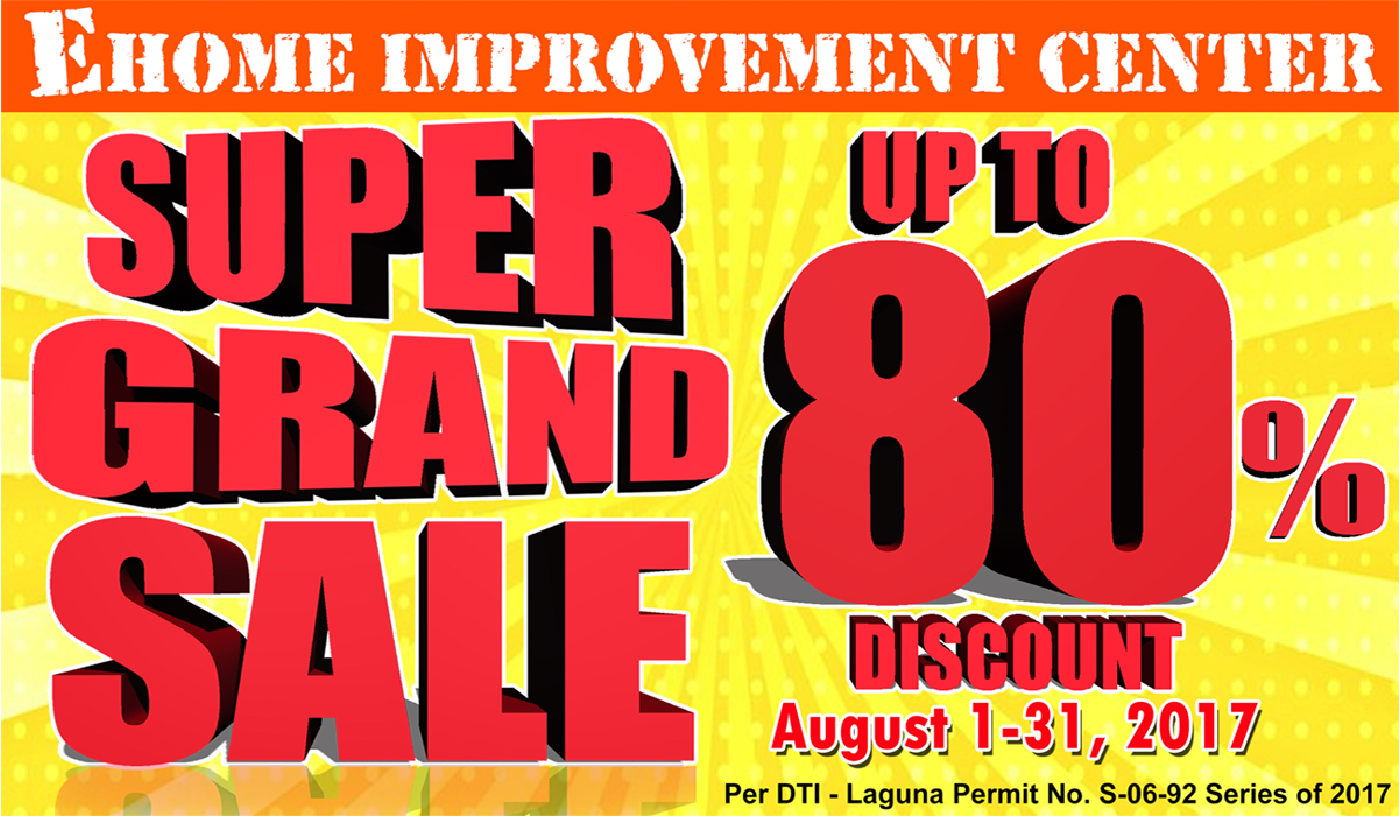 EHOME IMPROVEMENT CENTER
SUPER
GRAND
SALE
UP TO
80%
DISCOUNT
August 1-31, 2017
Per DTI - Laguna Permit No. S-06-92 Series of 2017